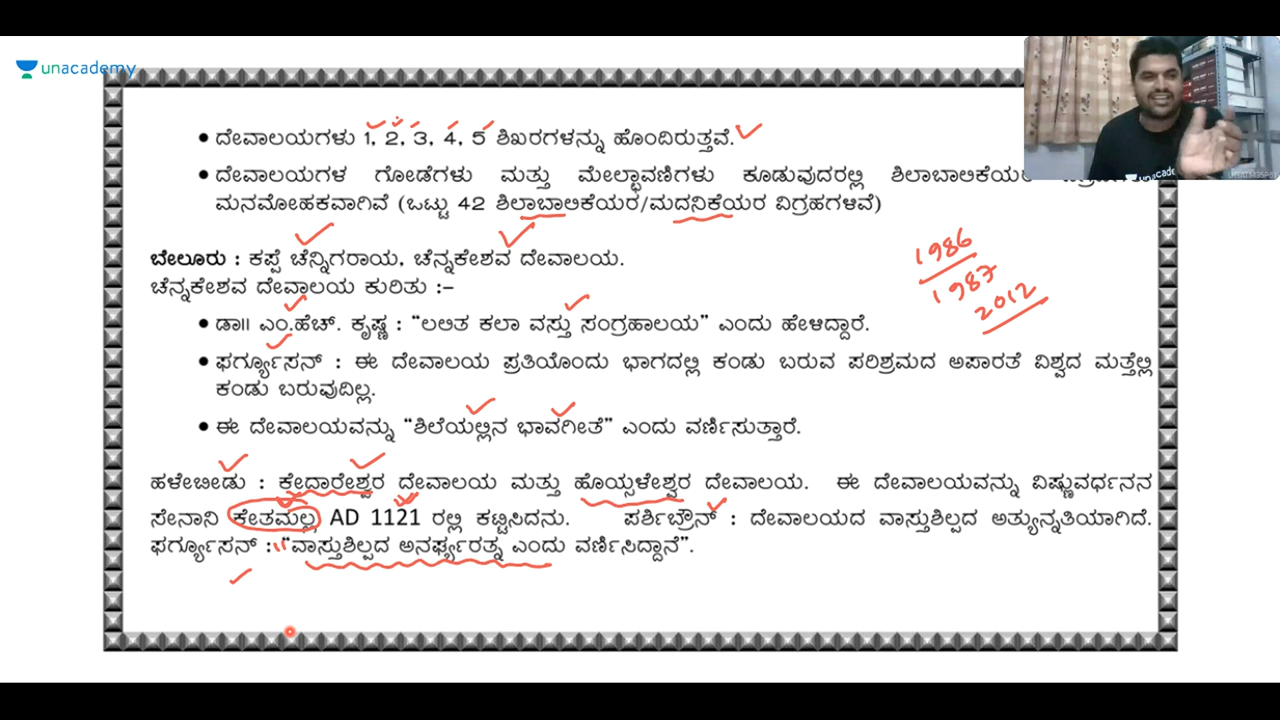 unacademy
• ದೇವಾಲಯಗಳು 1, 2, 3, 4, 5 ಶಿಖರಗಳನ್ನು ಹೊಂದಿರುತ್ತವೆ.
• ದೇವಾಲಯಗಳ ಗೋಡೆಗಳು ಮತ್ತು ಮೇಲ್ಛಾವಣಿಗಳು ಕೂಡುವುದರಲ್ಲಿ
ಮನಮೋಹಕವಾಗಿವೆ (ಒಟ್ಟು 42 ಶಿಲಾಬಾಲಿಕೆಯರ/ಮದನಿಕೆಯರ ವಿಗ್ರಹಗಳಿವೆ)
ಬೇಲೂರು : ಕಪ್ಪೆ ಚೆನ್ನಿಗರಾಯ, ಚೆನ್ನಕೇಶವ ದೇವಾಲಯ.
1986
1987
2012
ಚೆನ್ನಕೇಶವ ದೇವಾಲಯ ಕುರಿತು :–
• ಡಾ॥ ಎಂ.ಹೆಚ್. ಕೃಷ್ಣ : “ಲಲಿತ ಕಲಾ ವಸ್ತು ಸಂಗ್ರಹಾಲಯ” ಎಂದು ಹೇಳಿದ್ದಾರೆ.
• ಫರ್ಗ್ಯೂಸನ್ : ಈ ದೇವಾಲಯ ಪ್ರತಿಯೊಂದು ಭಾಗದಲ್ಲಿ ಕಂಡು ಬರುವ ಪರಿಶ್ರಮದ ಅಪಾರತೆ ವಿಶ್ವದ ಮತ್ತೆಲ್ಲಿ
ಕಂಡು ಬರುವುದಿಲ್ಲ.
• ಈ ದೇವಾಲಯವನ್ನು “ಶಿಲೆಯಲ್ಲಿನ ಭಾವಗೀತೆ” ಎಂದು ವರ್ಣಿಸುತ್ತಾರೆ.
ಹಳೇಬೀಡು : ಕೇದಾರೇಶ್ವರ ದೇವಾಲಯ ಮತ್ತು ಹೊಯ್ಸಳೇಶ್ವರ ದೇವಾಲಯ. ಈ ದೇವಾಲಯವನ್ನು ವಿಷ್ಣುವರ್ಧನನ
ಸೇನಾನಿ ಕೇತಮಲ್ಲ AD 1121 ರಲ್ಲಿ ಕಟ್ಟಿಸಿದನು. ಪರ್ಶಿಬ್ರೌನ್ : ದೇವಾಲಯದ ವಾಸ್ತುಶಿಲ್ಪದ ಅತ್ಯುನ್ನತಿಯಾಗಿದೆ.
ಫರ್ಗ್ಯೂಸನ್ : “ವಾಸ್ತುಶಿಲ್ಪದ ಅನರ್ಘ್ಯರತ್ನ ಎಂದು ವರ್ಣಿಸಿದ್ದಾನೆ”.